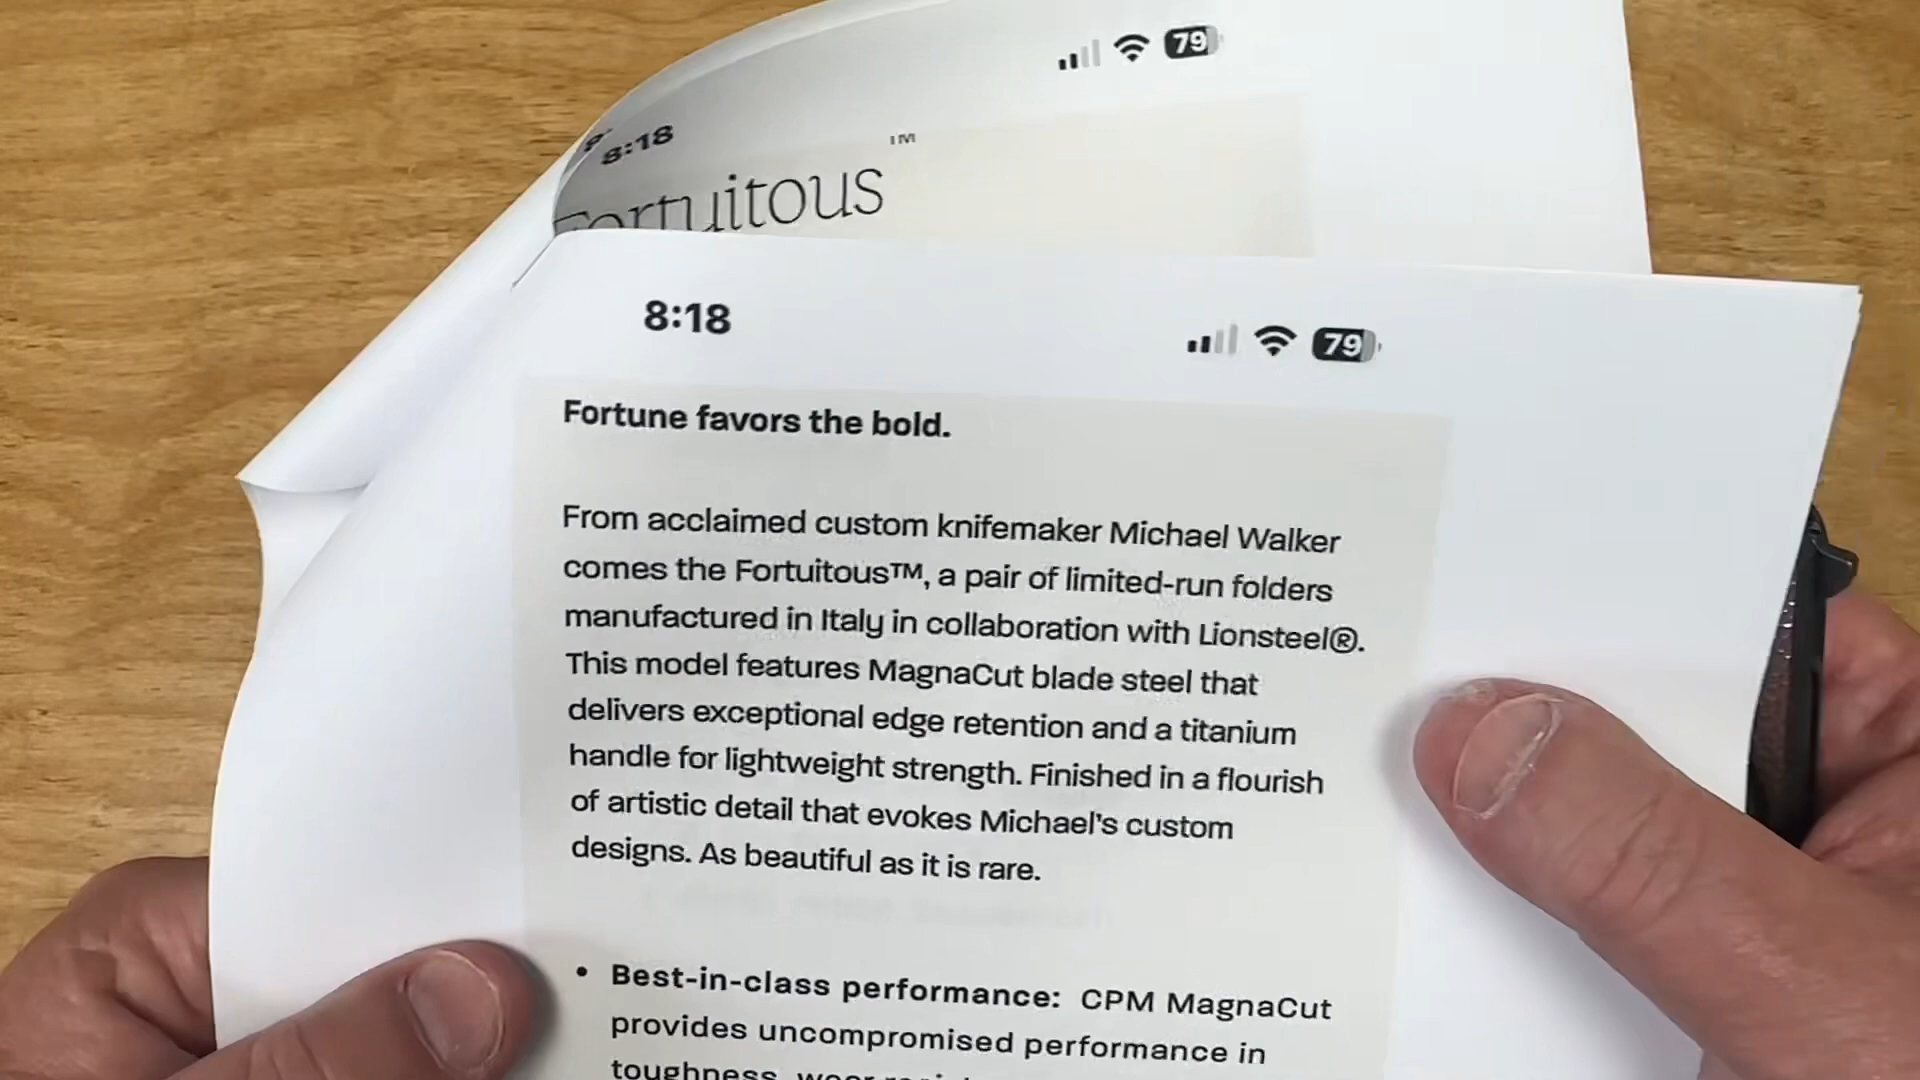 79
8:18
Fortuitous™
8:18
79
Fortune favors the bold.
From acclaimed custom knifemaker Michael Walker
comes the Fortuitous™, a pair of limited-run folders
manufactured in Italy in collaboration with Lionsteel®.
This model features MagnaCut blade steel that
delivers exceptional edge retention and a titanium
handle for lightweight strength. Finished in a flourish
of artistic detail that evokes Michael's custom
designs. As beautiful as it is rare.
• Best-in-class performance: CPM MagnaCut
provides uncompromised performance in
toughness,